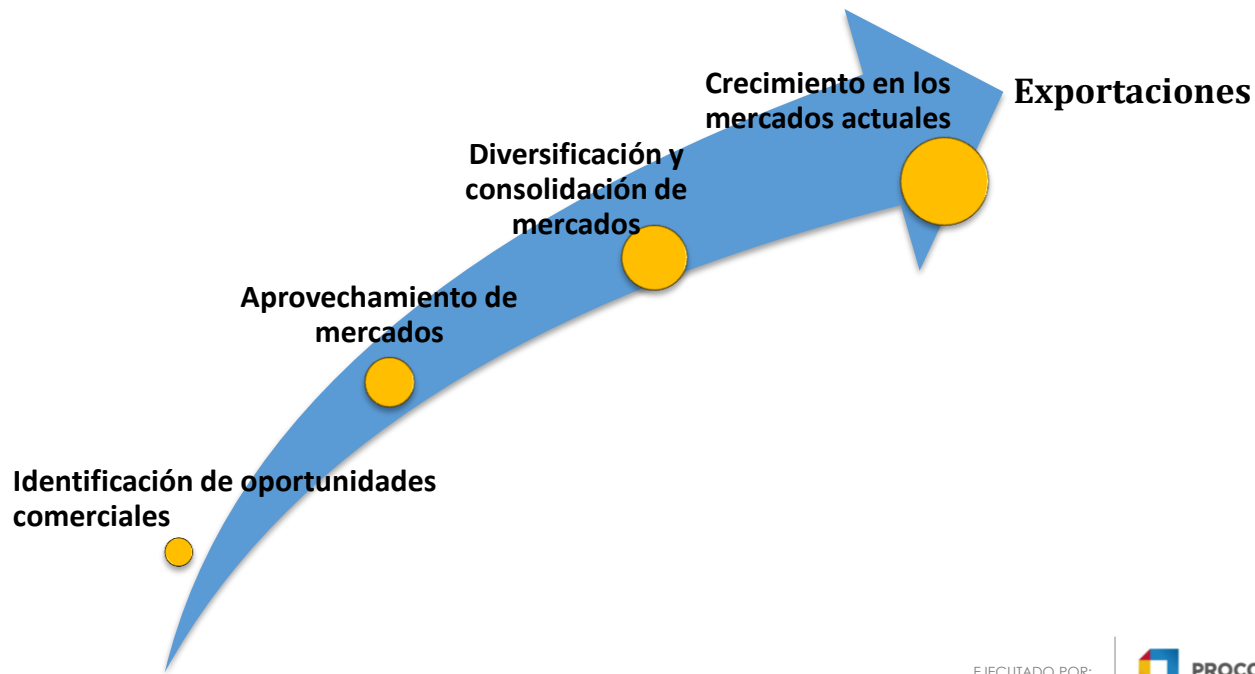 Crecimiento en los
mercados actuales
Exportaciones
Diversificación y
consolidación de
mercados
Aprovechamiento de
mercados
Identificación de oportunidades
comerciales
EJECUTADO POR: